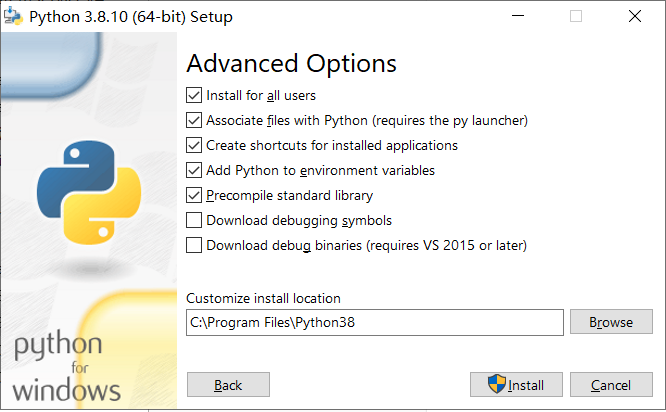 Python 3.8.10 (64-bit) Setup
Advanced Options
Install for all users
Associate files with Python (requires the py launcher)
Create shortcuts for installed applications
Add Python to environment variables
Precompile standard library
Download debugging symbols
Download debug binaries (requires VS 2015 or later)
Customize install location
C:\Program Files\Python38
Browse
python
for
windows
Back
Install
Cancel